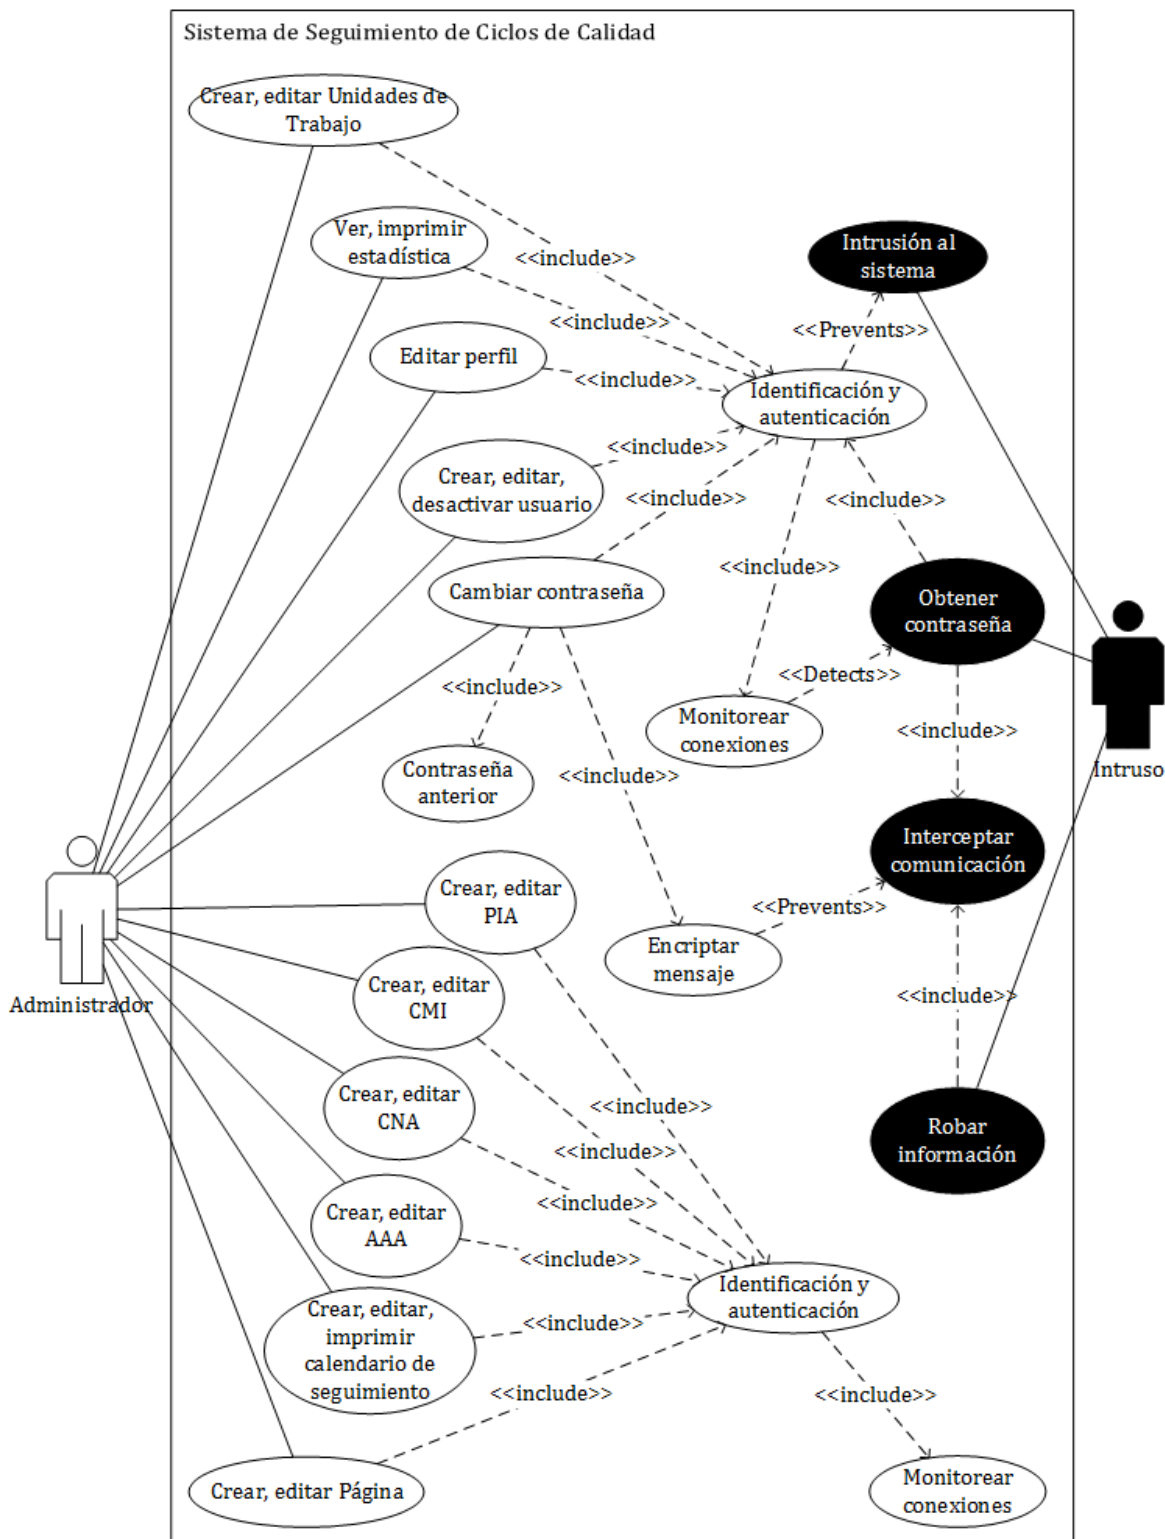 Sistema de Seguimiento de Ciclos de Calidad
Crear, editar Unidades de
Trabajo
Ver, imprimir
estadística
Intrusión al
sistema
<<include>>
<<include>>
<<Prevents>>
Editar perfil
<<include>>
Identificación y
autenticación
Crear, editar,
desactivar usuario
<<include>>
<<include>>
<<include>>
Cambiar contraseña
<<include>>
Obtener
contraseña
<<include>>
<<Detects>>
Monitorear
conexiones
<<include>>
Intruso
Contraseña
anterior
<<include>>
Interceptar
comunicación
Crear, editar
PIA
<<Prevents>>
Encriptar
mensaje
Administrador
Crear, editar
CMI
<<include>>
Crear, editar
CNA
<<include>>
<<include>>
Robar
información
Crear, editar
AAA
<<include>>
<<include>>
Identificación y
autenticación
Crear, editar,
imprimir
calendario de
seguimiento
<<include>>
<<include>>
<<include>>
Crear, editar Página
Monitorear
conexiones